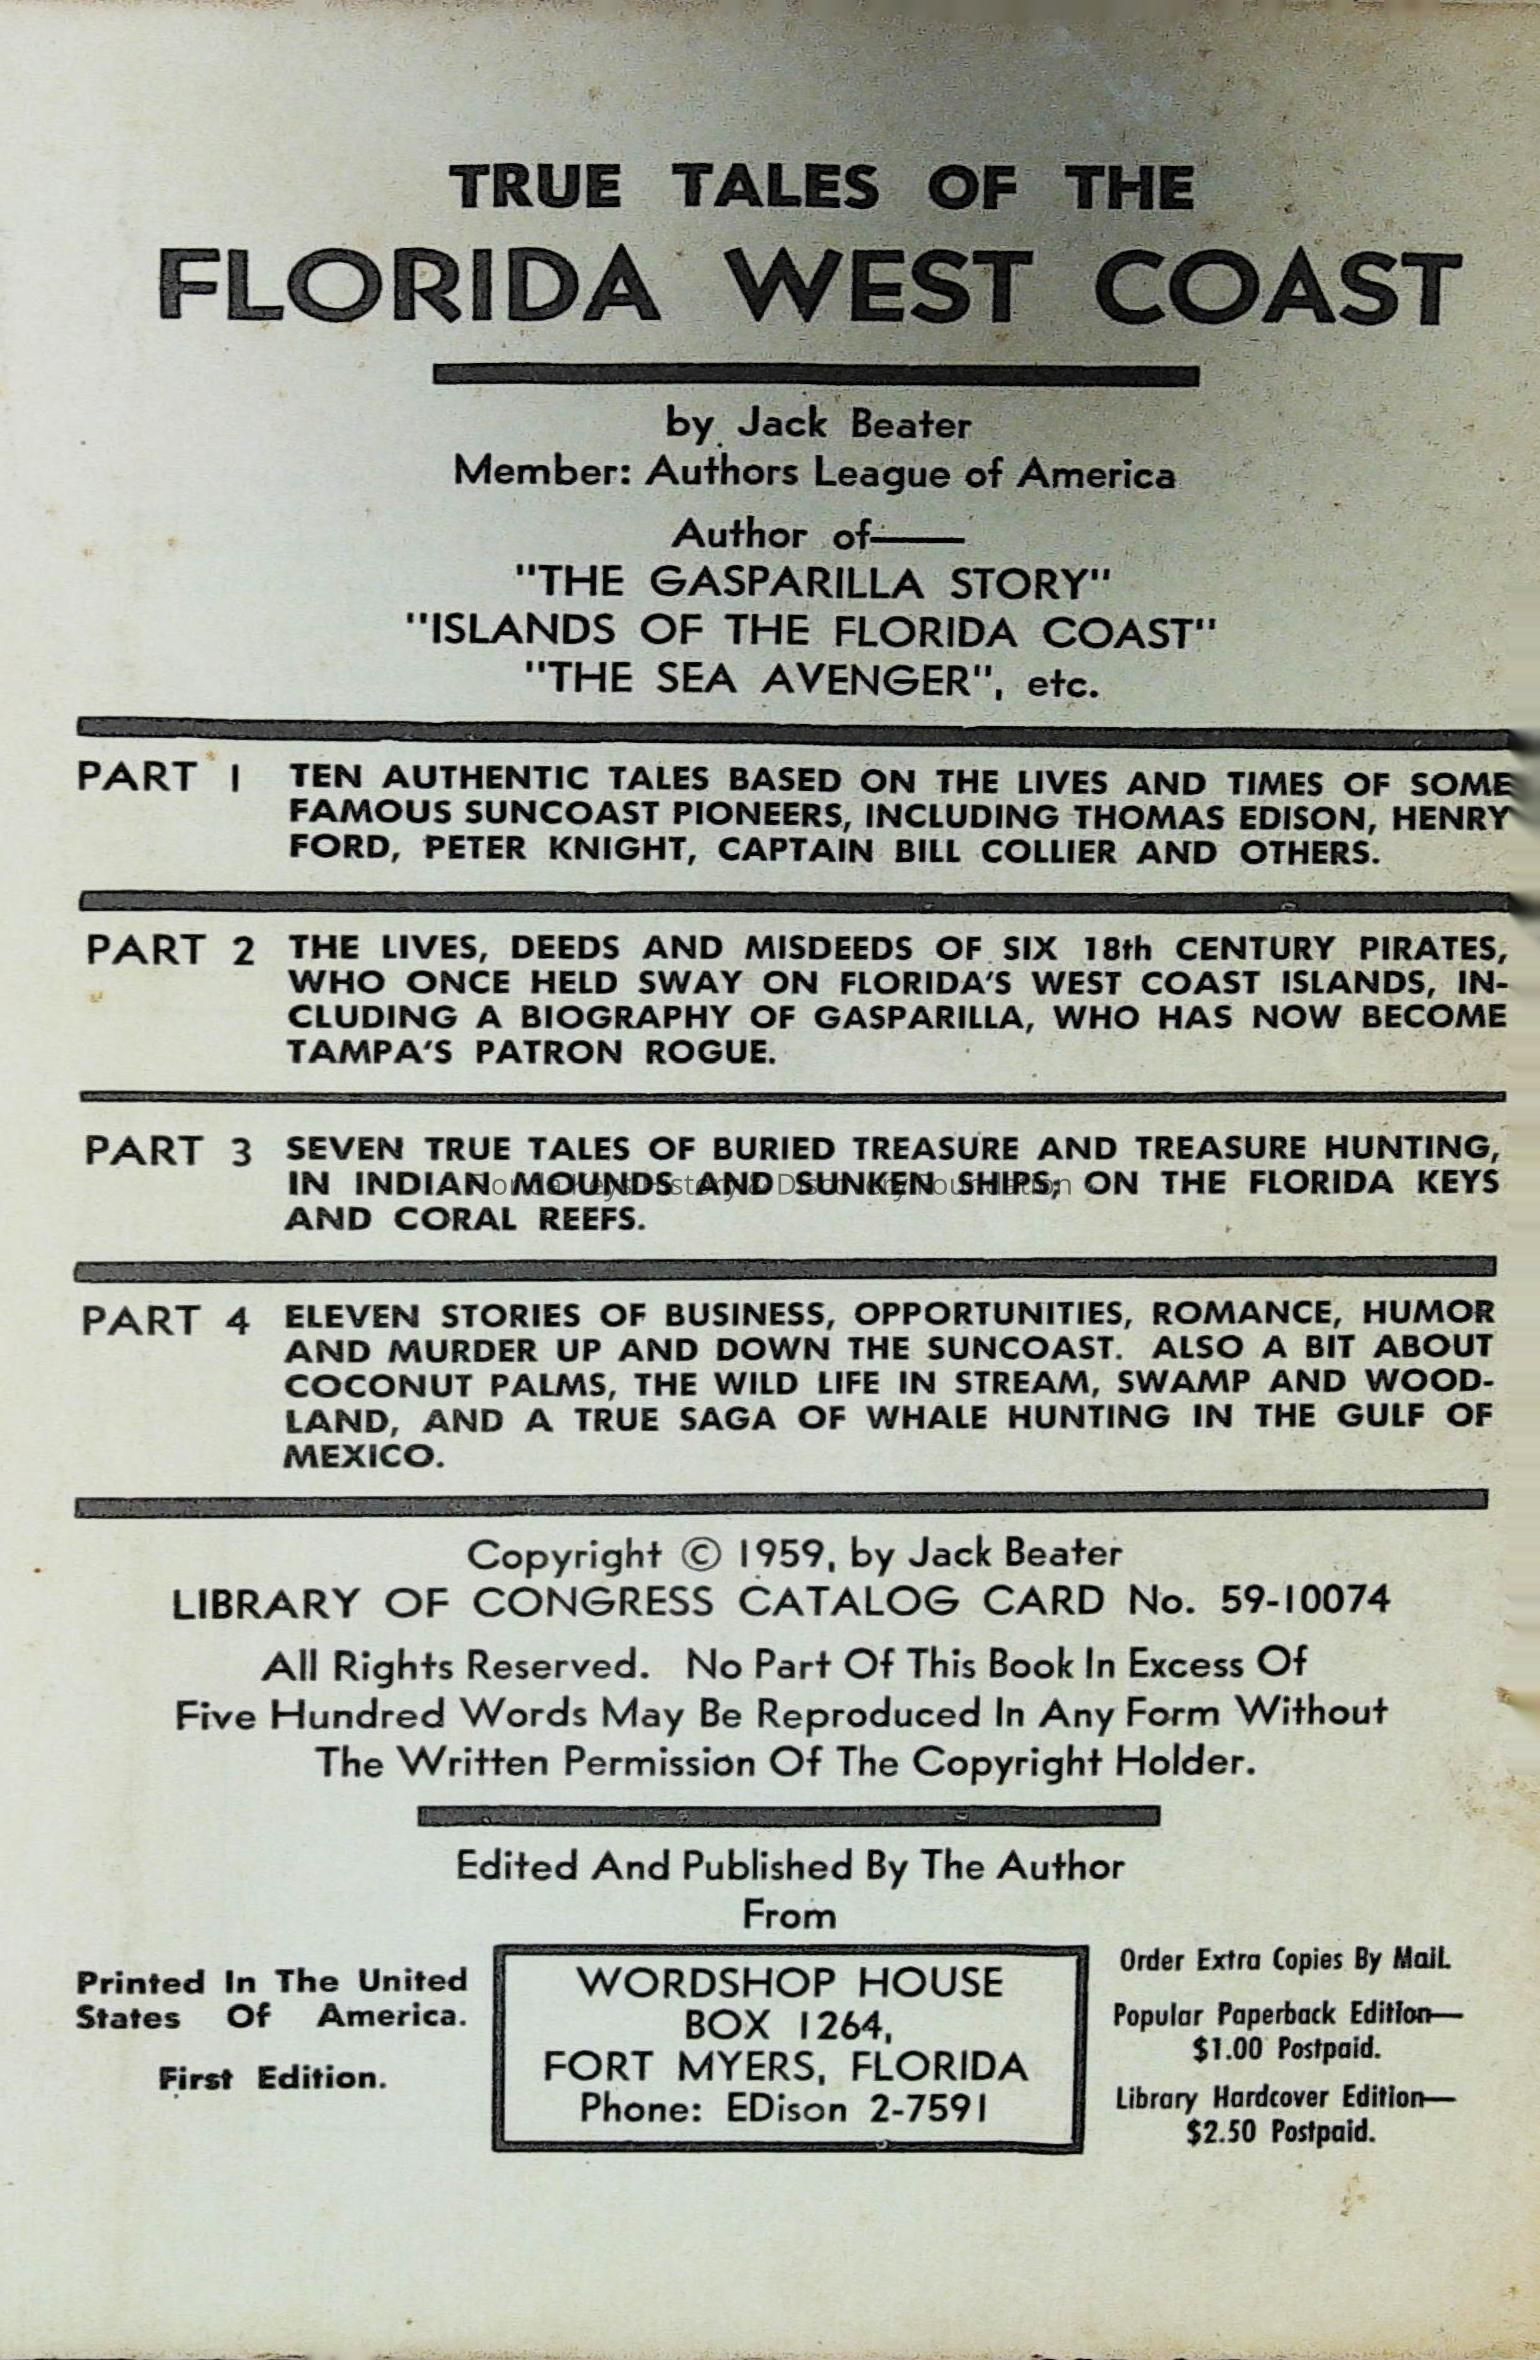 TRUE TALES OF THE
FLORIDA WEST COAST
by Jack Beater
Member: Authors League of America
Author of——
"THE GASPARILLA STORY"
"ISLANDS OF THE FLORIDA COAST"
"THE SEA AVENGER", etc.
PART 1 TEN AUTHENTIC TALES BASED ON THE LIVES AND TIMES OF SOME
FAMOUS SUNCOAST PIONEERS, INCLUDING THOMAS EDISON, HENRY
FORD, PETER KNIGHT, CAPTAIN BILL COLLIER AND OTHERS.
PART 2 THE LIVES, DEEDS AND MISDEEDS OF SIX 18th CENTURY PIRATES,
WHO ONCE HELD SWAY ON FLORIDA'S WEST COAST ISLANDS, IN-
CLUDING A BIOGRAPHY OF GASPARILLA, WHO HAS NOW BECOME
TAMPA'S PATRON ROGUE.
PART 3 SEVEN TRUE TALES OF BURIED TREASURE AND TREASURE HUNTING,
IN INDIAN MOUNDS AND SUNKEN SHIPS; ON THE FLORIDA KEYS
Florida Keys History & Discovery Foundation
AND CORAL REEFS.
PART 4 ELEVEN STORIES OF BUSINESS, OPPORTUNITIES, ROMANCE, HUMOR
AND MURDER UP AND DOWN THE SUNCOAST. ALSO A BIT ABOUT
COCONUT PALMS, THE WILD LIFE IN STREAM, SWAMP AND WOOD-
LAND, AND A TRUE SAGA OF WHALE HUNTING IN THE GULF OF
MEXICO.
Copyright © 1959, by Jack Beater
LIBRARY OF CONGRESS CATALOG CARD No. 59-10074
All Rights Reserved. No Part Of This Book In Excess Of
Five Hundred Words May Be Reproduced In Any Form Without
The Written Permission Of The Copyright Holder.
Edited And Published By The Author
From
Printed In The United
States Of America.
First Edition.
WORDSHOP HOUSE
BOX 1264,
FORT MYERS, FLORIDA
Phone: EDison 2-7591
Order Extra Copies By Mail.
Popular Paperback Edition—
$1.00 Postpaid.
Library Hardcover Edition—
$2.50 Postpaid.